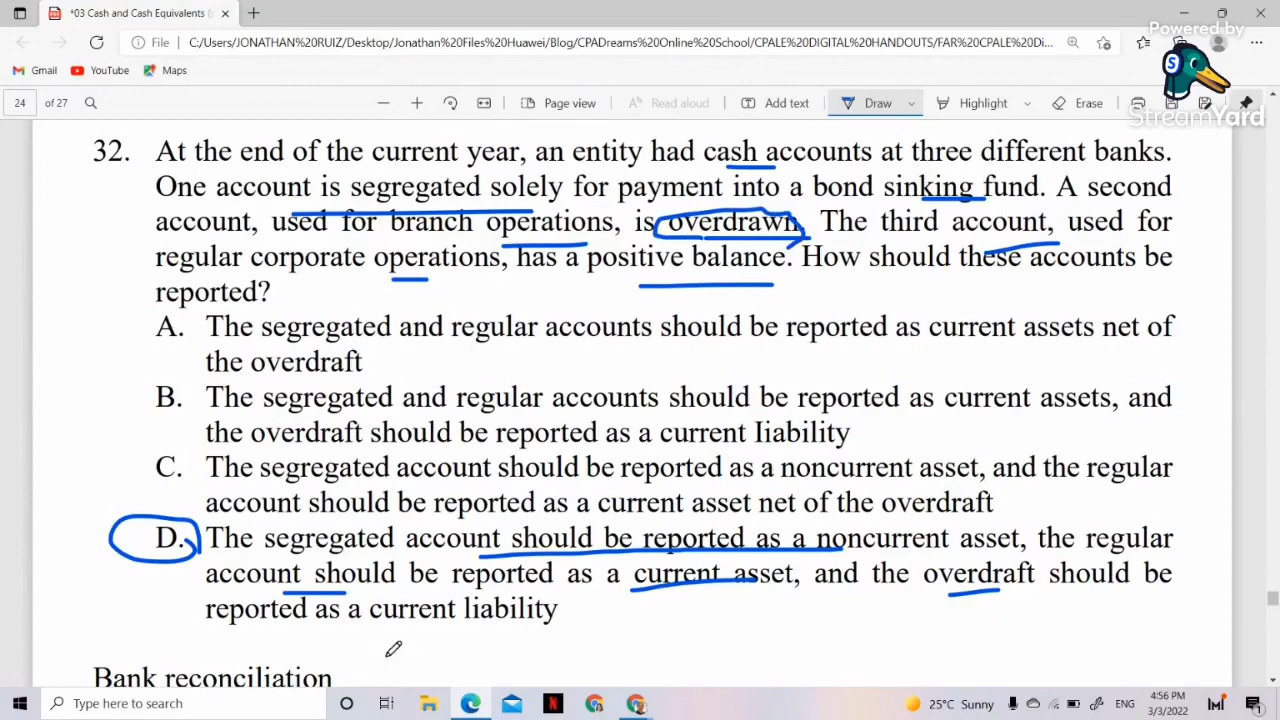 *03 Cash and Cash Equivalents (
Powered by
File
C:/Users/JONATHAN%20RUIZ/Desktop/Jonathan%20Files%20Huawei/Blog/CPADreams%20Online%20School/CPALE%20DIGITAL%20HANDOUTS/FAR%20CPALE%20Di...
Gmail
YouTube
Maps
24 of 27
Page view
Read aloud
Add text
Draw
Highlight
Erase
StreamYard
32. At the end of the current year, an entity had cash accounts at three different banks.
One account is segregated solely for payment into a bond sinking fund. A second
account, used for branch operations, is overdrawn. The third account, used for
regular corporate operations, has a positive balance. How should these accounts be
reported?
A. The segregated and regular accounts should be reported as current assets net of
the overdraft
B. The segregated and regular accounts should be reported as current assets, and
the overdraft should be reported as a current Iiability
C. The segregated account should be reported as a noncurrent asset, and the regular
account should be reported as a current asset net of the overdraft
D. The segregated account should be reported as a noncurrent asset, the regular
account should be reported as a current asset, and the overdraft should be
reported as a current liability
Bank reconciliation
Type here to search
25°C Sunny
ENG
4:56 PM
3/3/2022